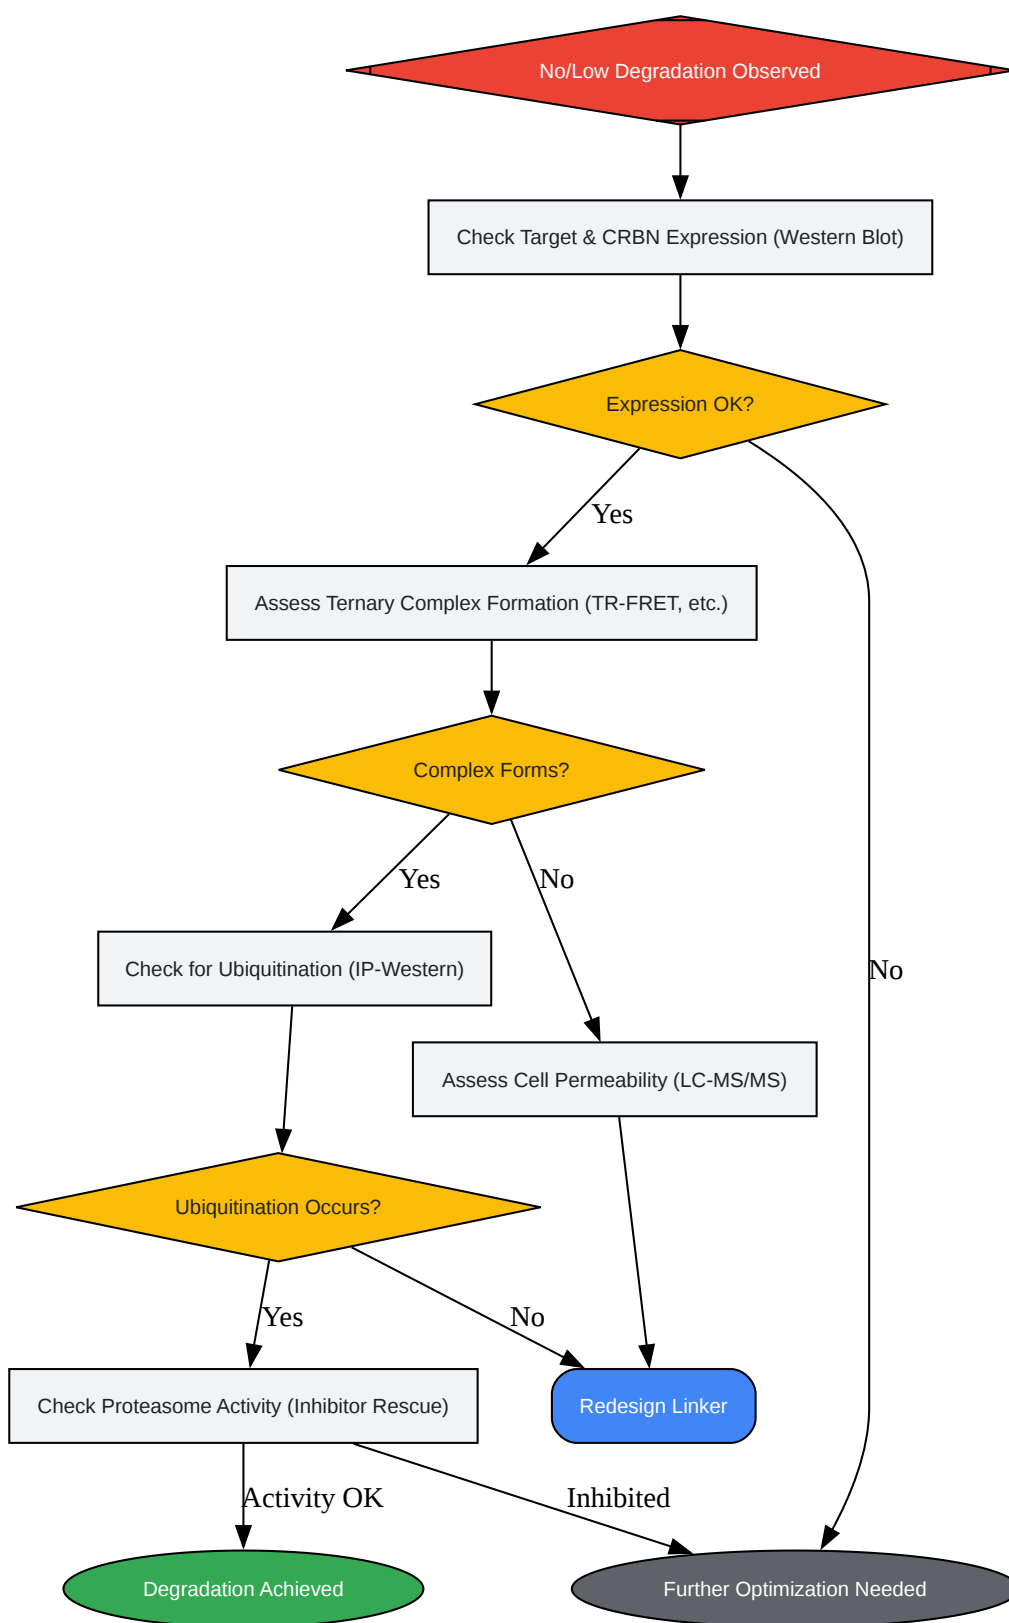 No/Low Degradation Observed
Check Target & CRBN Expression (Western Blot)
Expression OK?
Yes
Assess Ternary Complex Formation (TR-FRET, etc.)
Complex Forms?
Yes
No
Check for Ubiquitination (IP-Western)
No
Assess Cell Permeability (LC-MS/MS)
Ubiquitination Occurs?
Yes
No
Check Proteasome Activity (Inhibitor Rescue)
Redesign Linker
Activity OK
Inhibited
Degradation Achieved
Further Optimization Needed